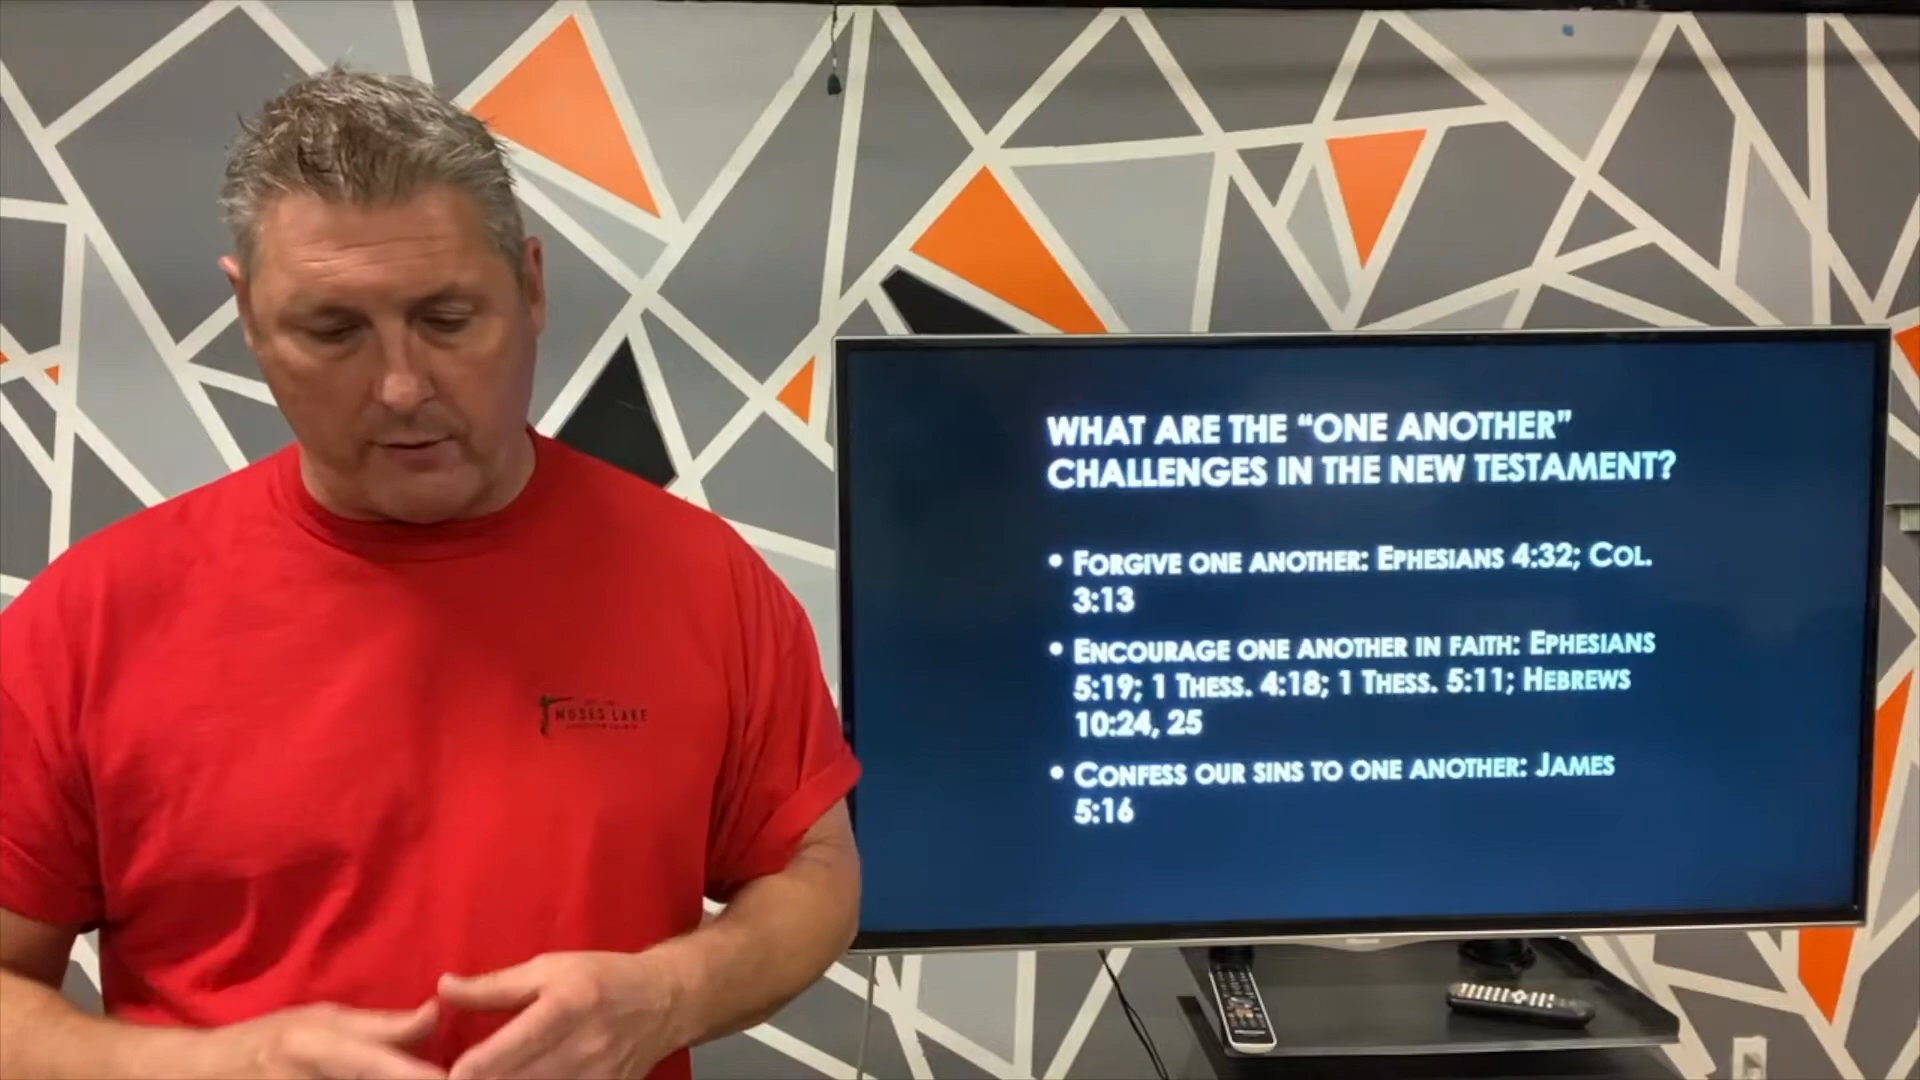 WHAT ARE THE “ONE ANOTHER”
CHALLENGES IN THE NEW TESTAMENT?
• FORGIVE ONE ANOTHER: EPHESIANS 4:32; COL.
3:13
• ENCOURAGE ONE ANOTHER IN FAITH: EPHESIANS
5:19; 1 THESS. 4:18; 1 THESS. 5:11; HEBREWS
10:24, 25
• CONFESS OUR SINS TO ONE ANOTHER: JAMES
5:16
MOSES LAKE